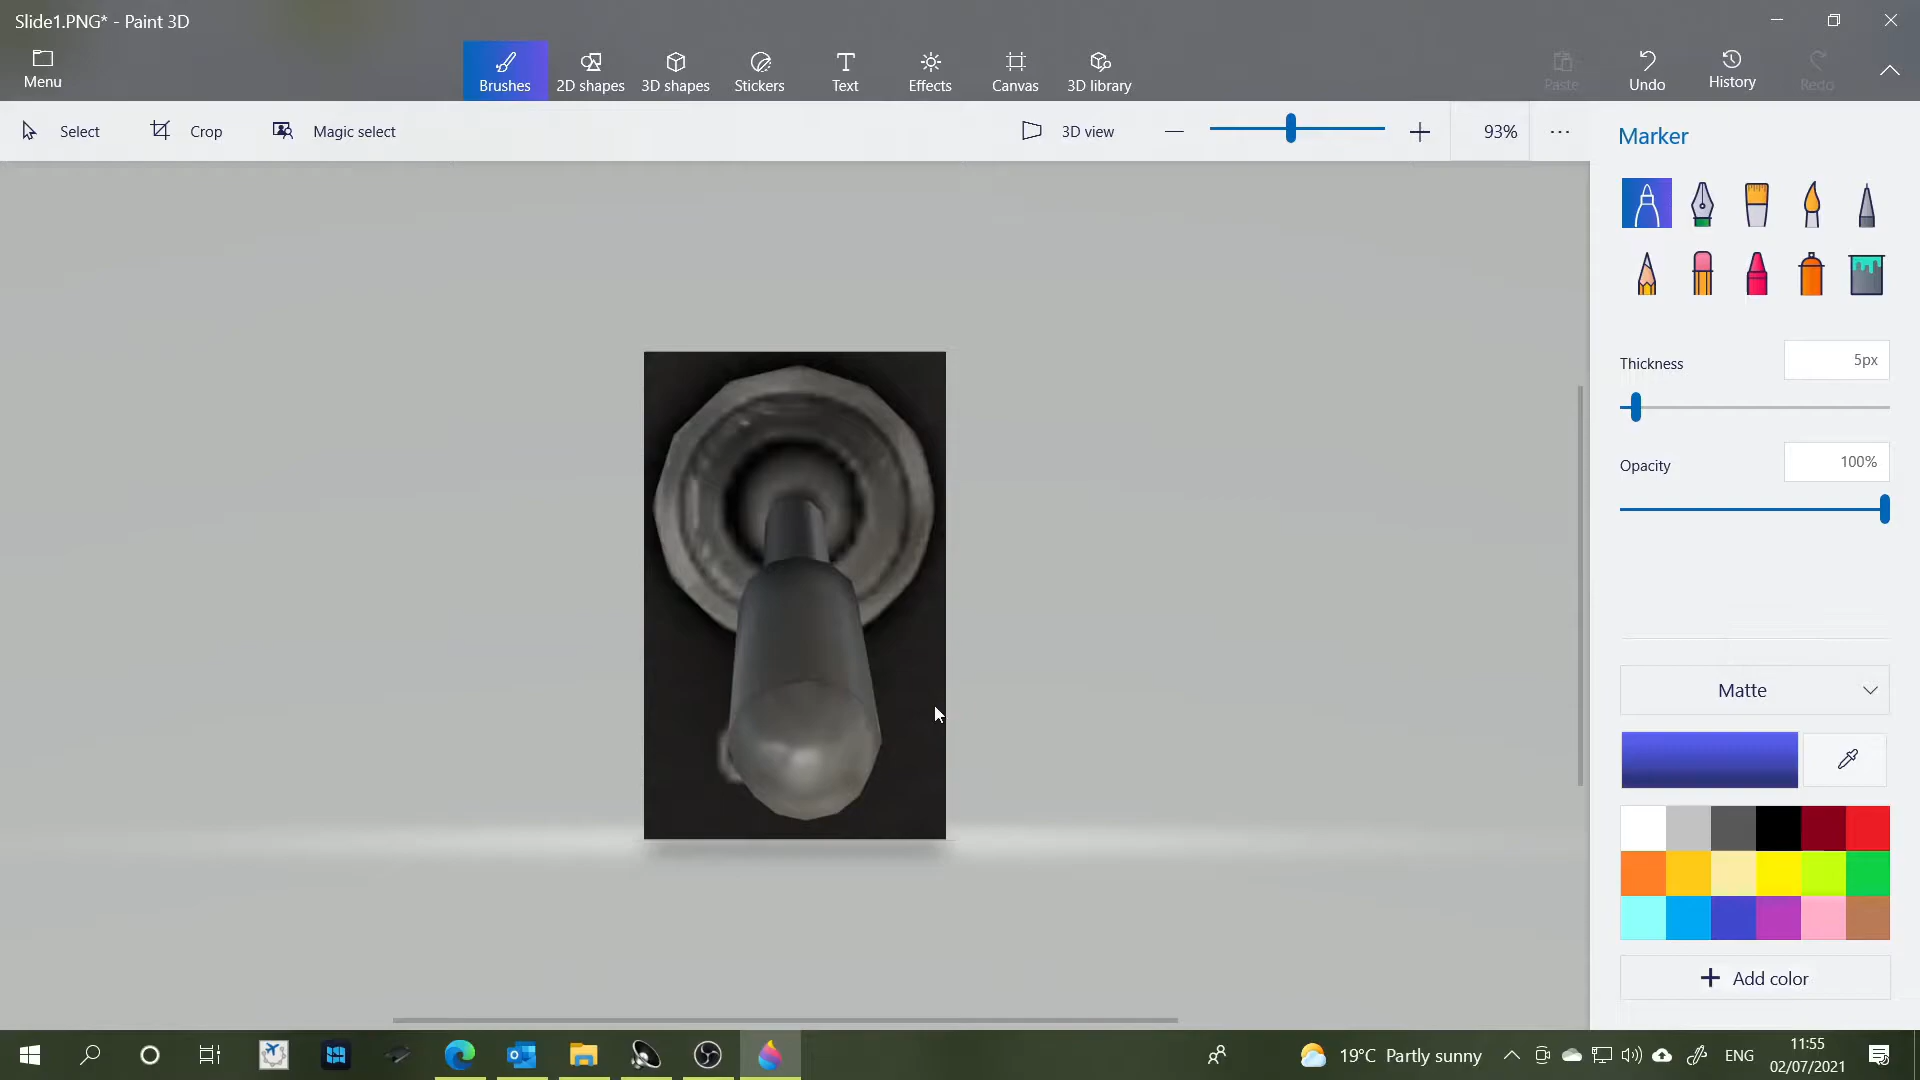 Slide1.PNG* - Paint 3D
Menu
Brushes
2D shapes
3D shapes
Stickers
Text
Effects
Canvas
3D library
Paste
Undo
History
Redo
Select
Crop
Magic select
3D view
93%
Marker
Thickness
5px
Opacity
100%
Matte
Add color
19°C Partly sunny
ENG
11:55
02/07/2021